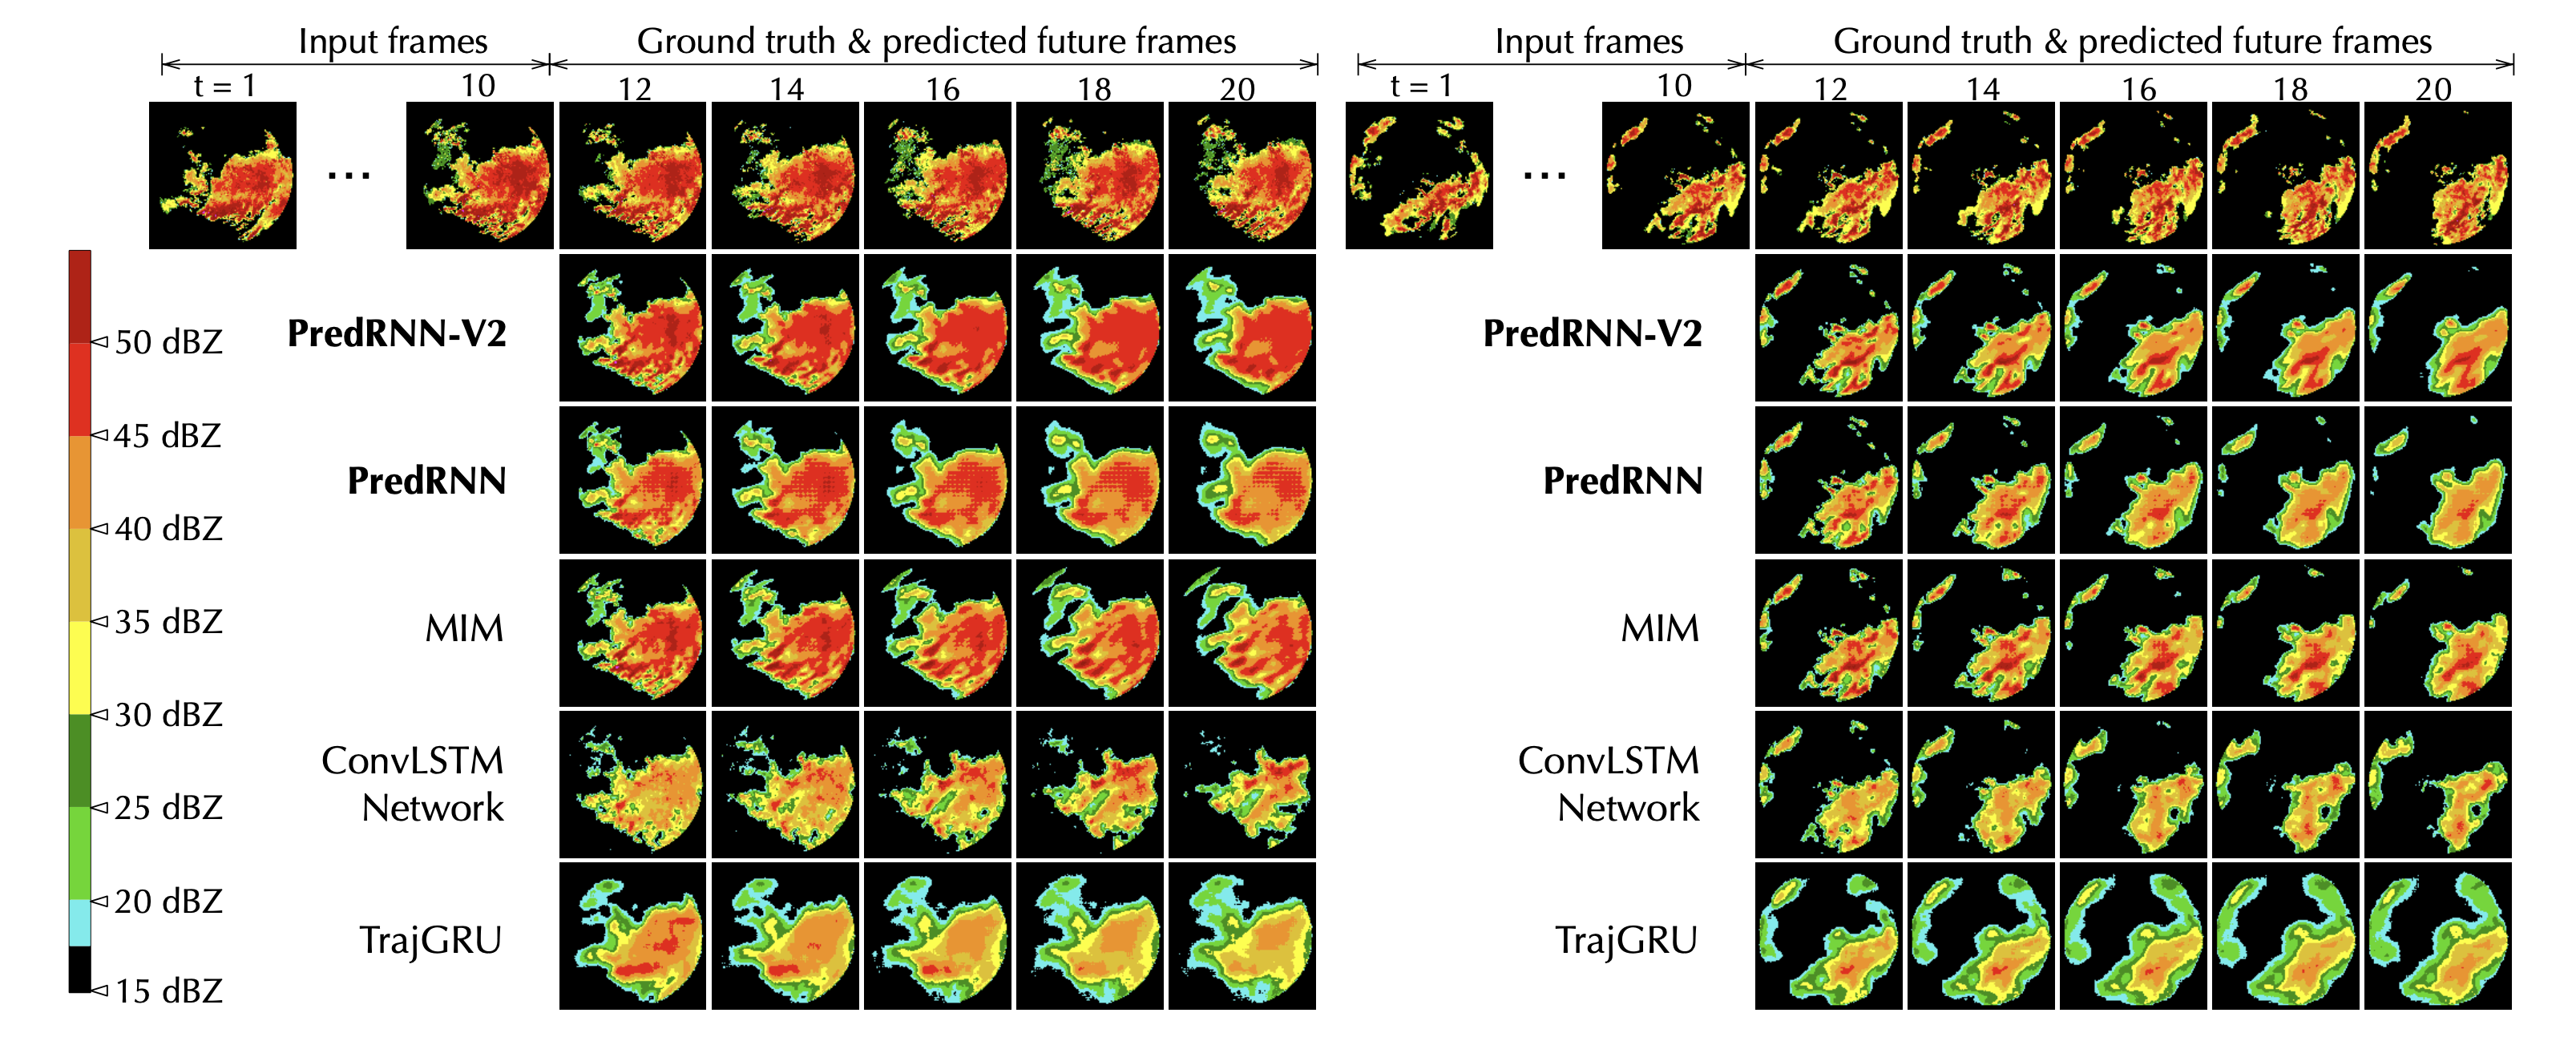 Input frames
Ground truth & predicted future frames
Input frames
Ground truth & predicted future frames
t = 1
10
12
14
16
18
20
t = 1
10
12
14
16
18
20
...
...
50 dBZ
45 dBZ
40 dBZ
35 dBZ
30 dBZ
25 dBZ
20 dBZ
15 dBZ
PredRNN-V2
PredRNN
MIM
ConvLSTM
Network
TrajGRU
PredRNN-V2
PredRNN
MIM
ConvLSTM
Network
TrajGRU